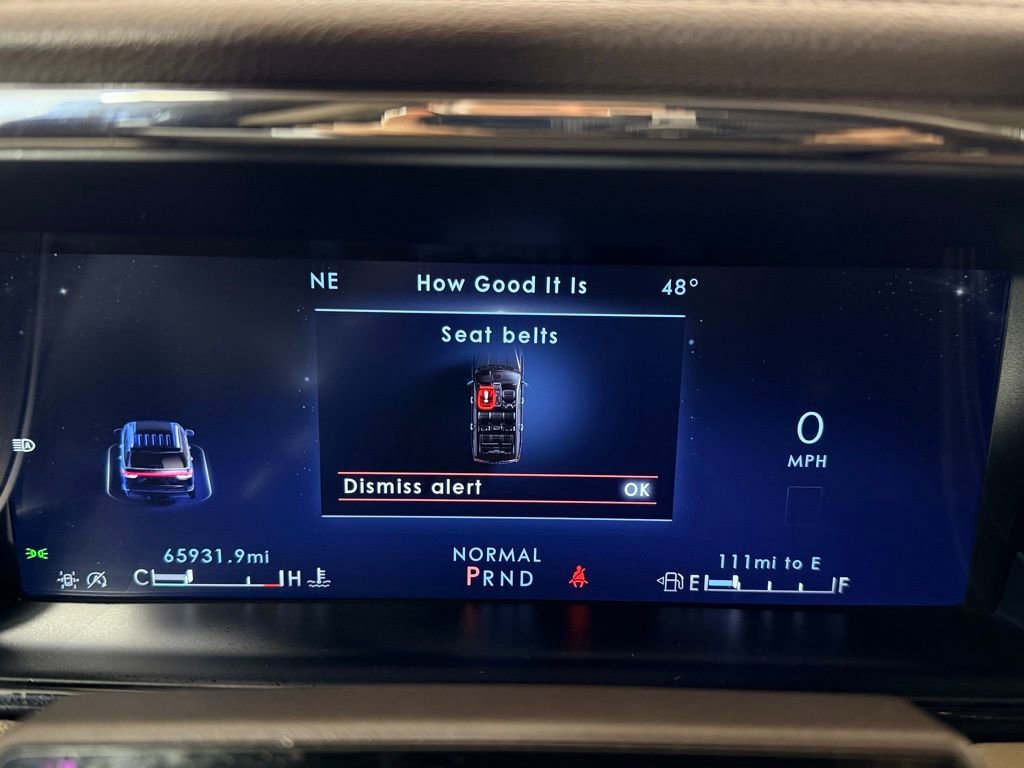 NE How Good It Is 48°
Seat belts
0
MPH
Dismiss alert OK
65931.9mi
NORMAL
111mi to E
C H
PRND
E F
A